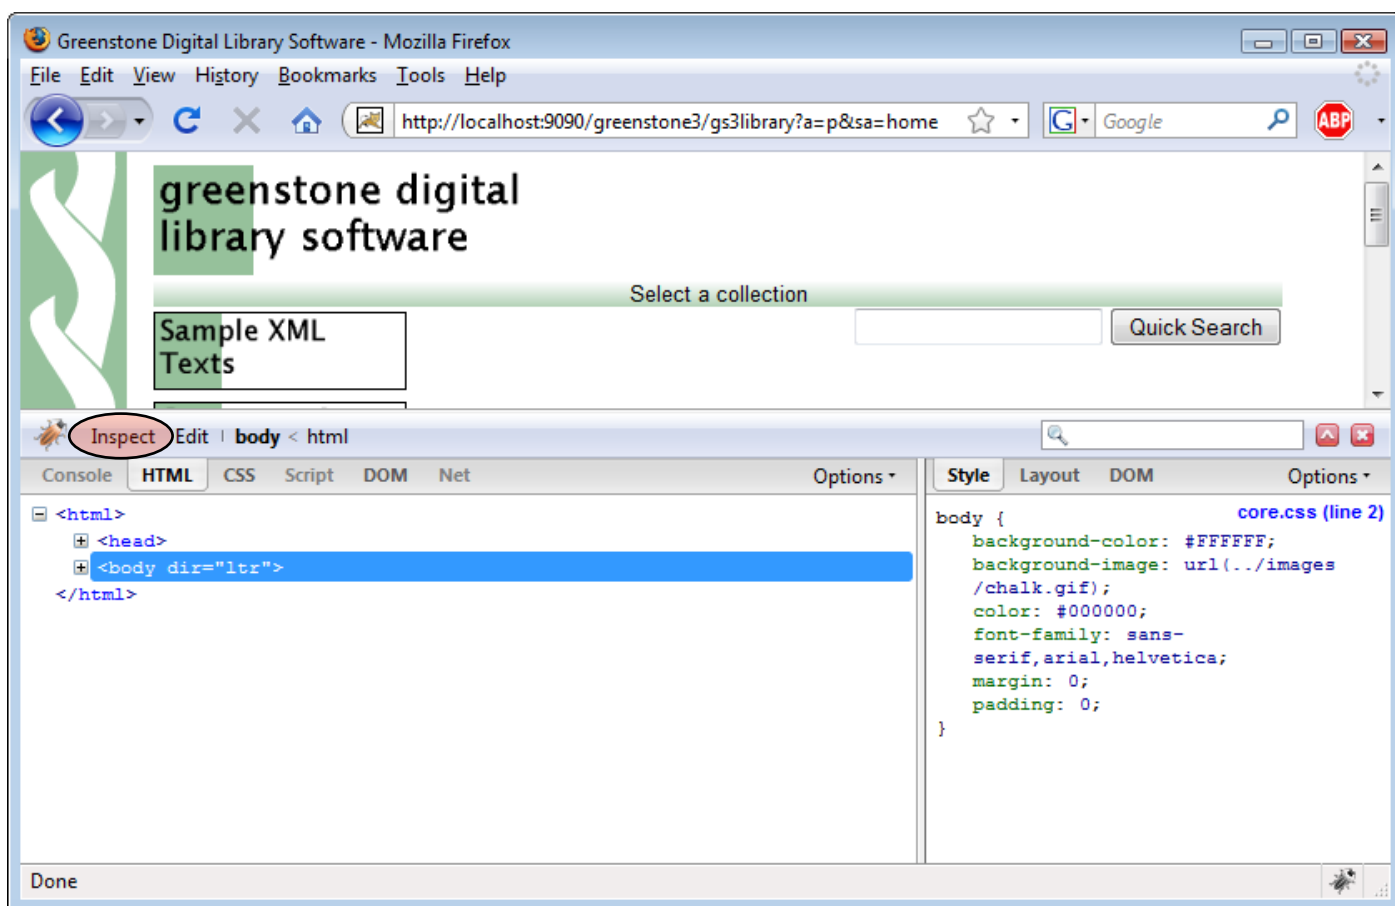 Greenstone Digital Library Software - Mozilla Firefox
File Edit View History Bookmarks Tools Help
http://localhost:9090/greenstone3/gs3library?a=p&sa=home G Google ABP
greenstone digital
library software
Select a collection
Sample XML
Texts
Quick Search
Inspect Edit | body < html
Console HTML CSS Script DOM Net Options
Style Layout DOM Options
<html>
<head>
<body dir="ltr">
</html>
body { core.css (line 2)
background-color: #FFFFFF;
background-image: url(../images
/chalk.gif);
color: #000000;
font-family: sans-
serif,arial,helvetica;
margin: 0;
padding: 0;
}
Done